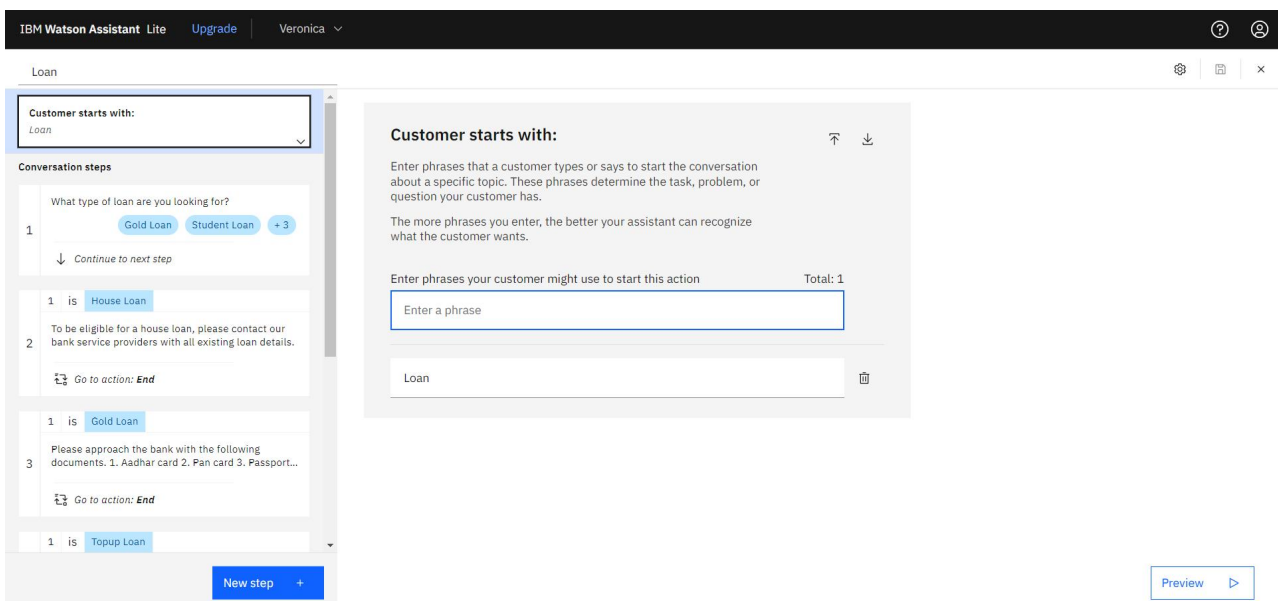 IBM Watson Assistant Lite Upgrade Veronica
Loan
Customer starts with:
Loan
Conversation steps
1
What type of loan are you looking for?
Gold Loan Student Loan + 3
Continue to next step
2
1 is House Loan
To be eligible for a house loan, please contact our
bank service providers with all existing loan details.
Go to action: End
3
1 is Gold Loan
Please approach the bank with the following
documents. 1. Aadhar card 2. Pan card 3. Passport...
Go to action: End
1 is Topup Loan
New step +
Customer starts with:
Enter phrases that a customer types or says to start the conversation
about a specific topic. These phrases determine the task, problem, or
question your customer has.
The more phrases you enter, the better your assistant can recognize
what the customer wants.
Enter phrases your customer might use to start this action Total: 1
Enter a phrase
Loan
Preview